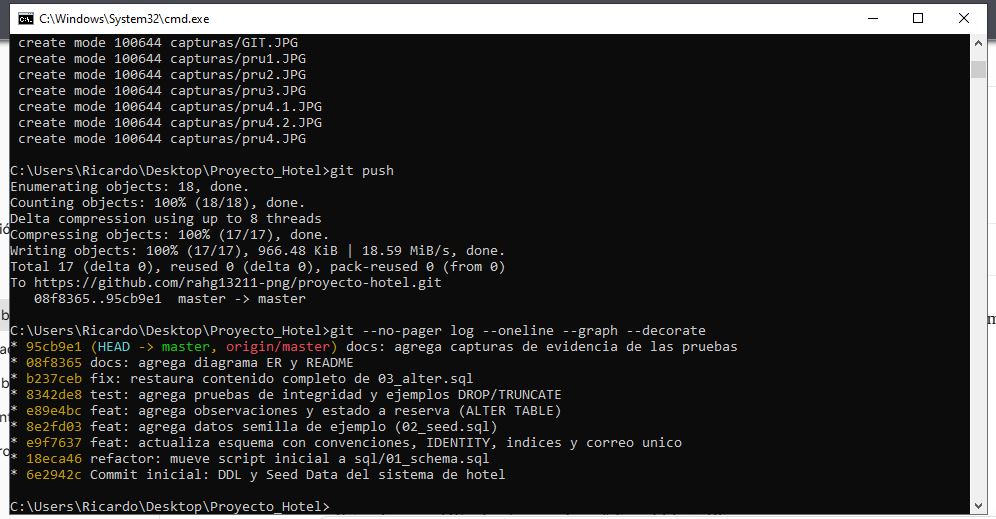 C:\Windows\System32\cmd.exe
create mode 100644 capturas/GIT.JPG
create mode 100644 capturas/pru1.JPG
create mode 100644 capturas/pru2.JPG
create mode 100644 capturas/pru3.JPG
create mode 100644 capturas/pru4.1.JPG
create mode 100644 capturas/pru4.2.JPG
create mode 100644 capturas/pru4.JPG
C:\Users\Ricardo\Desktop\Proyecto_Hotel>git push
Enumerating objects: 18, done.
Counting objects: 100% (18/18), done.
Delta compression using up to 8 threads
Compressing objects: 100% (17/17), done.
Writing objects: 100% (17/17), 966.48 KiB | 18.59 MiB/s, done.
Total 17 (delta 0), reused 0 (delta 0), pack-reused 0 (from 0)
To https://github.com/rahg13211-png/proyecto-hotel.git
08f8365..95cb9e1  master -> master
C:\Users\Ricardo\Desktop\Proyecto_Hotel>git --no-pager log --oneline --graph --decorate
* 95cb9e1 (HEAD -> master, origin/master) docs: agrega capturas de evidencia de las pruebas
* 08f8365 docs: agrega diagrama ER y README
* b237ceb fix: restaura contenido completo de 03_alter.sql
* 8342de8 test: agrega pruebas de integridad y ejemplos DROP/TRUNCATE
* e89e4bc feat: agrega observaciones y estado a reserva (ALTER TABLE)
* 8e2fd03 feat: agrega datos semilla de ejemplo (02_seed.sql)
* e9f7637 feat: actualiza esquema con convenciones, IDENTITY, indices y correo unico
* 18eca46 refactor: mueve script inicial a sql/01_schema.sql
* 6e2942c Commit inicial: DDL y Seed Data del sistema de hotel
C:\Users\Ricardo\Desktop\Proyecto_Hotel>